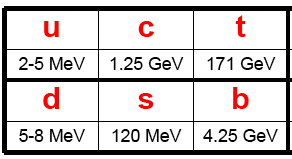 u c t
2-5 MeV 1.25 GeV 171 GeV
d s b
5-8 MeV 120 MeV 4.25 GeV